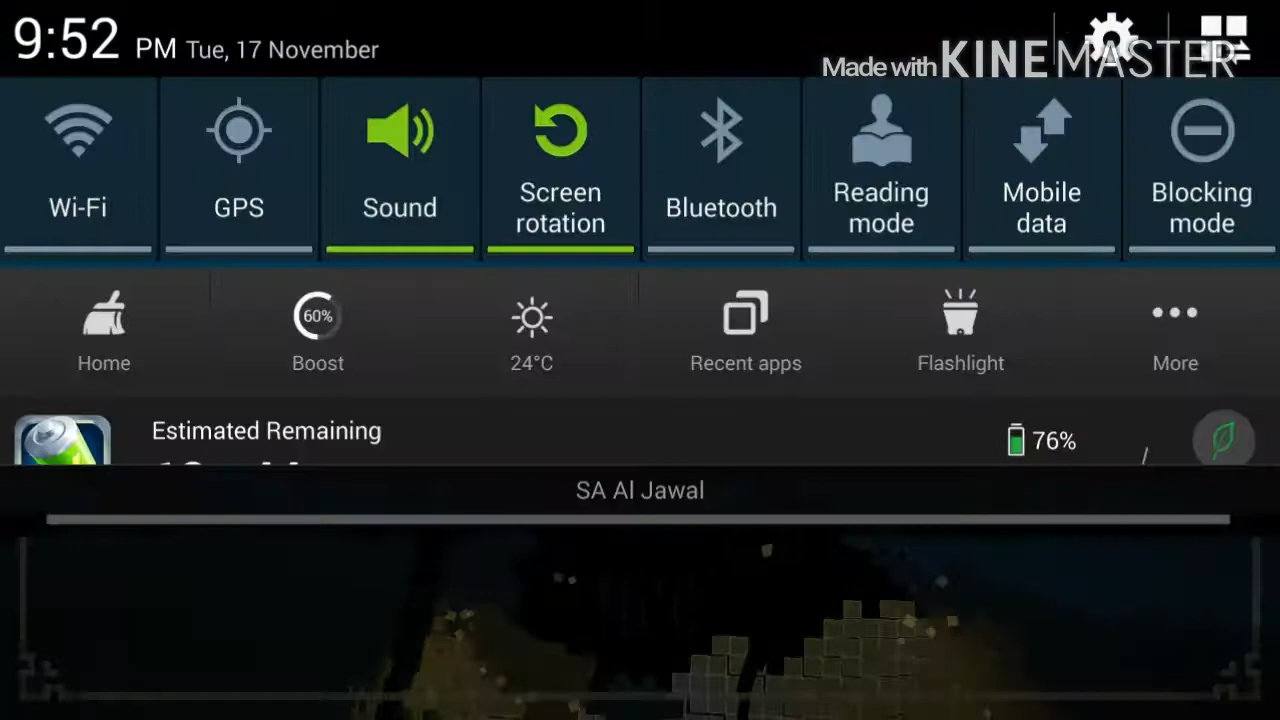 9:52 PM Tue, 17 November
Made with KINEMASTER
Wi-Fi
GPS
Sound
Screen
rotation
Bluetooth
Reading
mode
Mobile
data
Blocking
mode
60%
Home
Boost
24°C
Recent apps
Flashlight
More
Estimated Remaining
76%
SA Al Jawal